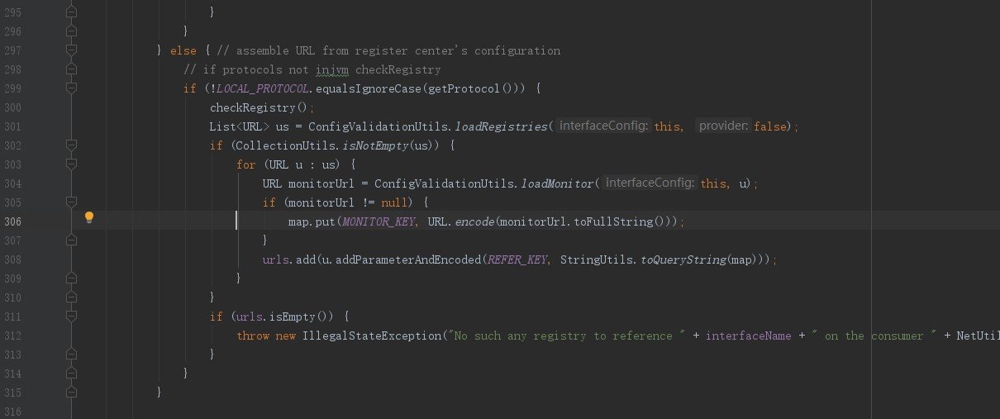 295 }
296 }
297 } else { // assemble URL from register center's configuration
298 // if protocols not injvm checkRegistry
299 if (!LOCAL_PROTOCOL.equalsIgnoreCase(getProtocol())) {
300 checkRegistry();
301 List<URL> us = ConfigValidationUtils.loadRegistries( interfaceConfig: this, provider: false);
302 if (CollectionUtils.isNotEmpty(us)) {
303 for (URL u : us) {
304 URL monitorUrl = ConfigValidationUtils.loadMonitor( interfaceConfig: this, u);
305 if (monitorUrl != null) {
306 map.put(MONITOR_KEY, URL.encode(monitorUrl.toFullString()));
307 }
308 urls.add(u.addParameterAndEncoded(REFER_KEY, StringUtils.toQueryString(map)));
309 }
310 }
311 if (urls.isEmpty()) {
312 throw new IllegalStateException("No such any registry to reference " + interfaceName + " on the consumer " + NetUtil
313 }
314 }
315 }
316